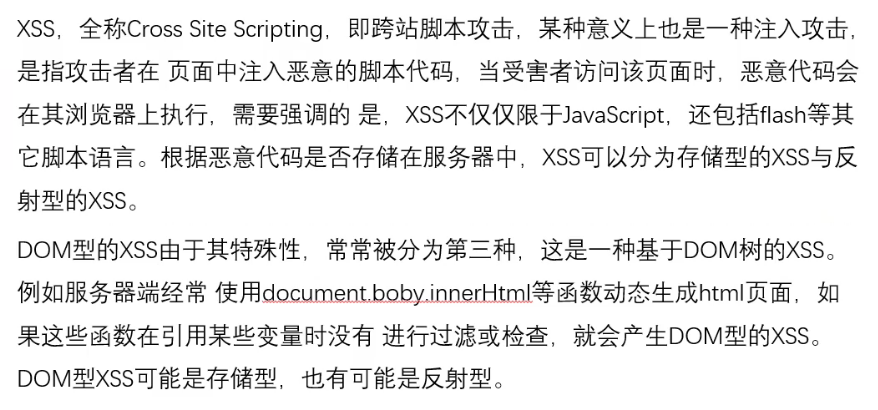 XSS，全称Cross Site Scripting，即跨站脚本攻击，某种意义上也是一种注入攻击，
是指攻击者在 页面中注入恶意的脚本代码，当受害者访问该页面时，恶意代码会
在其浏览器上执行，需要强调的 是，XSS不仅仅限于JavaScript，还包括flash等其
它脚本语言。根据恶意代码是否存储在服务器中，XSS可以分为存储型的XSS与反
射型的XSS。
DOM型的XSS由于其特殊性，常常被分为第三种，这是一种基于DOM树的XSS。
例如服务器端经常 使用document.boby.innerHtml等函数动态生成html页面，如
果这些函数在引用某些变量时没有 进行过滤或检查，就会产生DOM型的XSS。
DOM型XSS可能是存储型，也有可能是反射型。